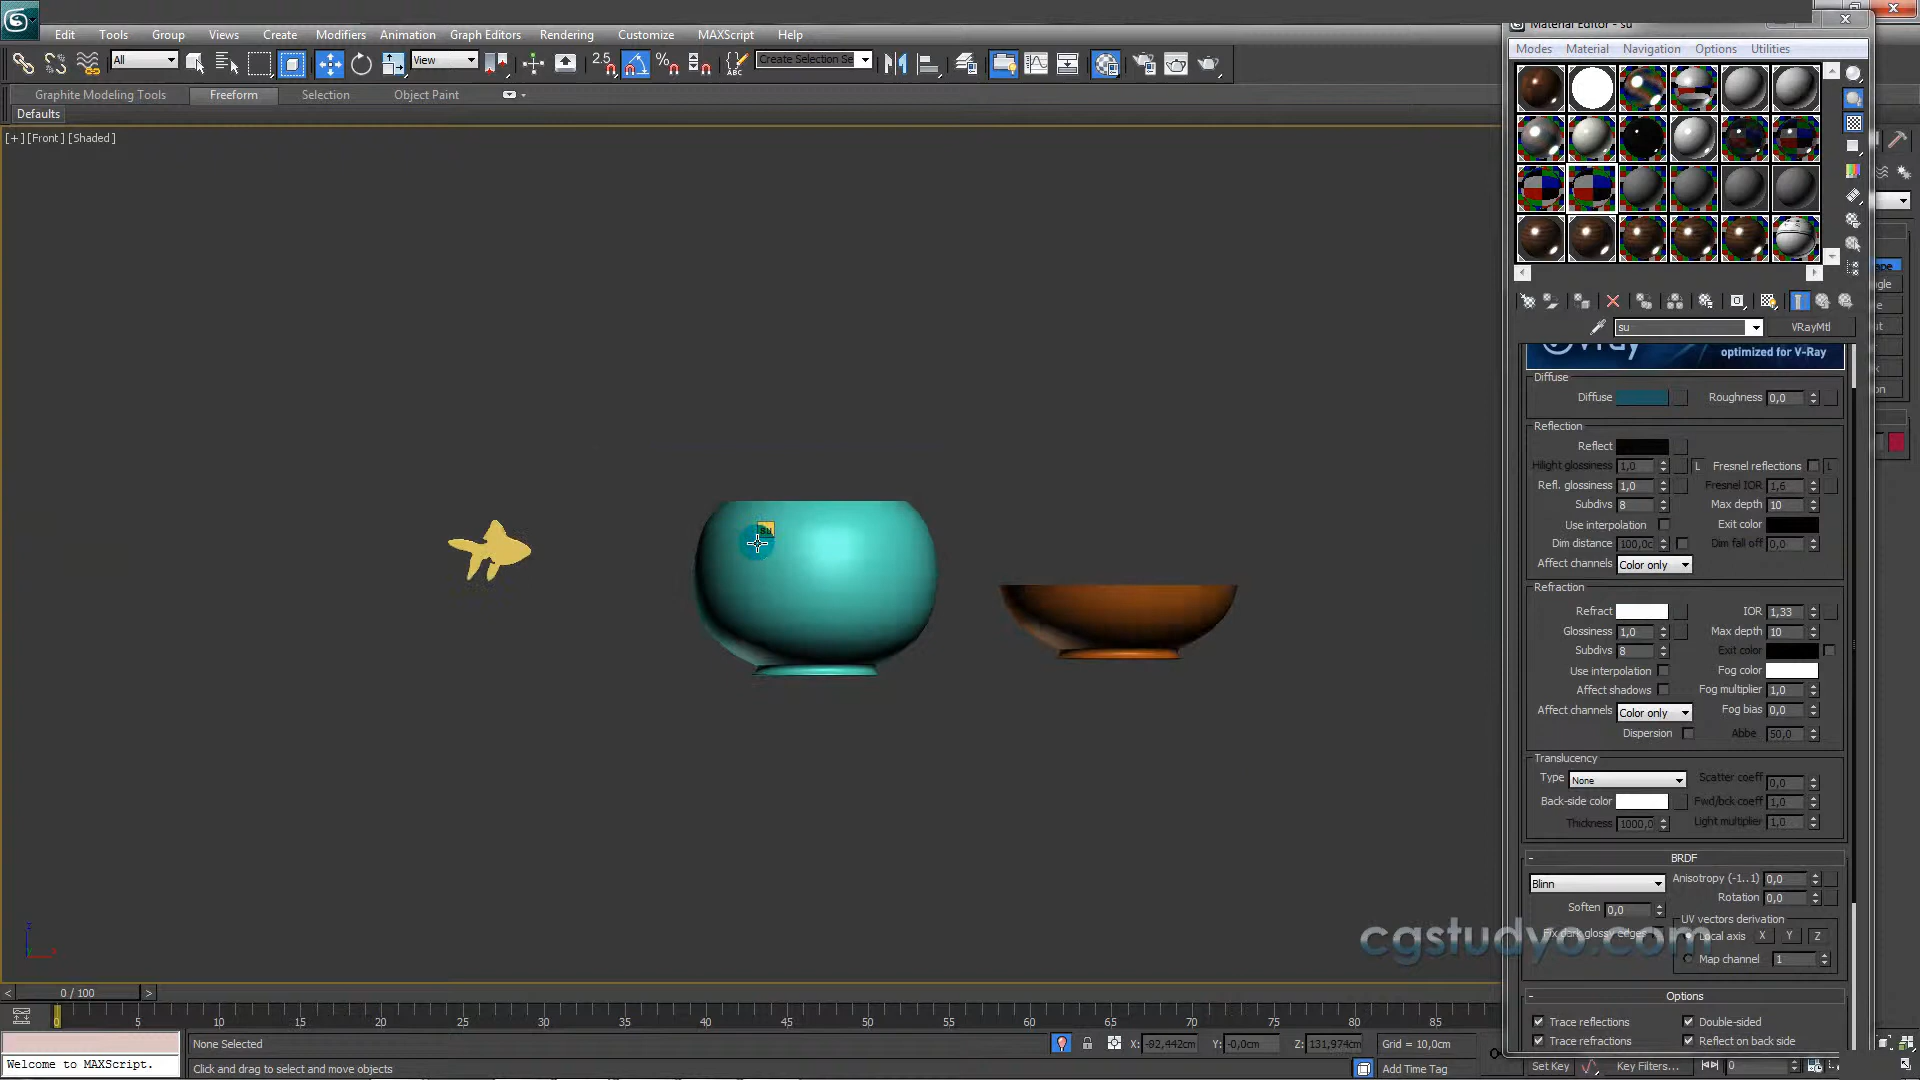 Material Editor - su
Edit Tools Group Views Create Modifiers Animation Graph Editors Rendering Customize MAXScript Help
Modes Material Navigation Options Utilities
All View 2.5 Create Selection Se
Graphite Modeling Tools Freeform Selection Object Paint
Defaults
[+] [Front] [Shaded]
su VRayMtl
optimized for V-Ray
Diffuse
Diffuse Roughness 0,0
Reflection
Reflect
Hilight glossiness 1,0 L Fresnel reflections L
Refl. glossiness 1,0 Fresnel IOR 1,6
Subdivs 8 Max depth 10
Use interpolation Exit color
Dim distance 100,0c Dim fall off 0,0
Affect channels Color only
Refraction
Refract IOR 1,33
Glossiness 1,0 Max depth 10
Subdivs 8 Exit color
Use interpolation Fog color
Affect shadows Fog multiplier 1,0
Affect channels Color only Fog bias 0,0
Dispersion Abbe 50,0
Translucency
Type None Scatter coeff 0,0
Back-side color Fwd/bck coeff 1,0
Thickness 1000,0 Light multiplier 1,0
BRDF
Blinn Anisotropy (-1..1) 0,0
Rotation 0,0
Soften 0,0
UV vectors derivation
Fix dark glossy edges Local axis X Y Z
Map channel 1
cgstudyo.com
Options
Trace reflections Double-sided
Trace refractions Reflect on back side
su
z
x
< 0 / 100 >
0 5 10 15 20 25 30 35 40 45 50 55 60 65 70 75 80 85
None Selected X: -92,442cm Y: -0,0cm Z: 131,974cm Grid = 10,0cm
Welcome to MAXScript. Click and drag to select and move objects Add Time Tag Set Key Key Filters... 0